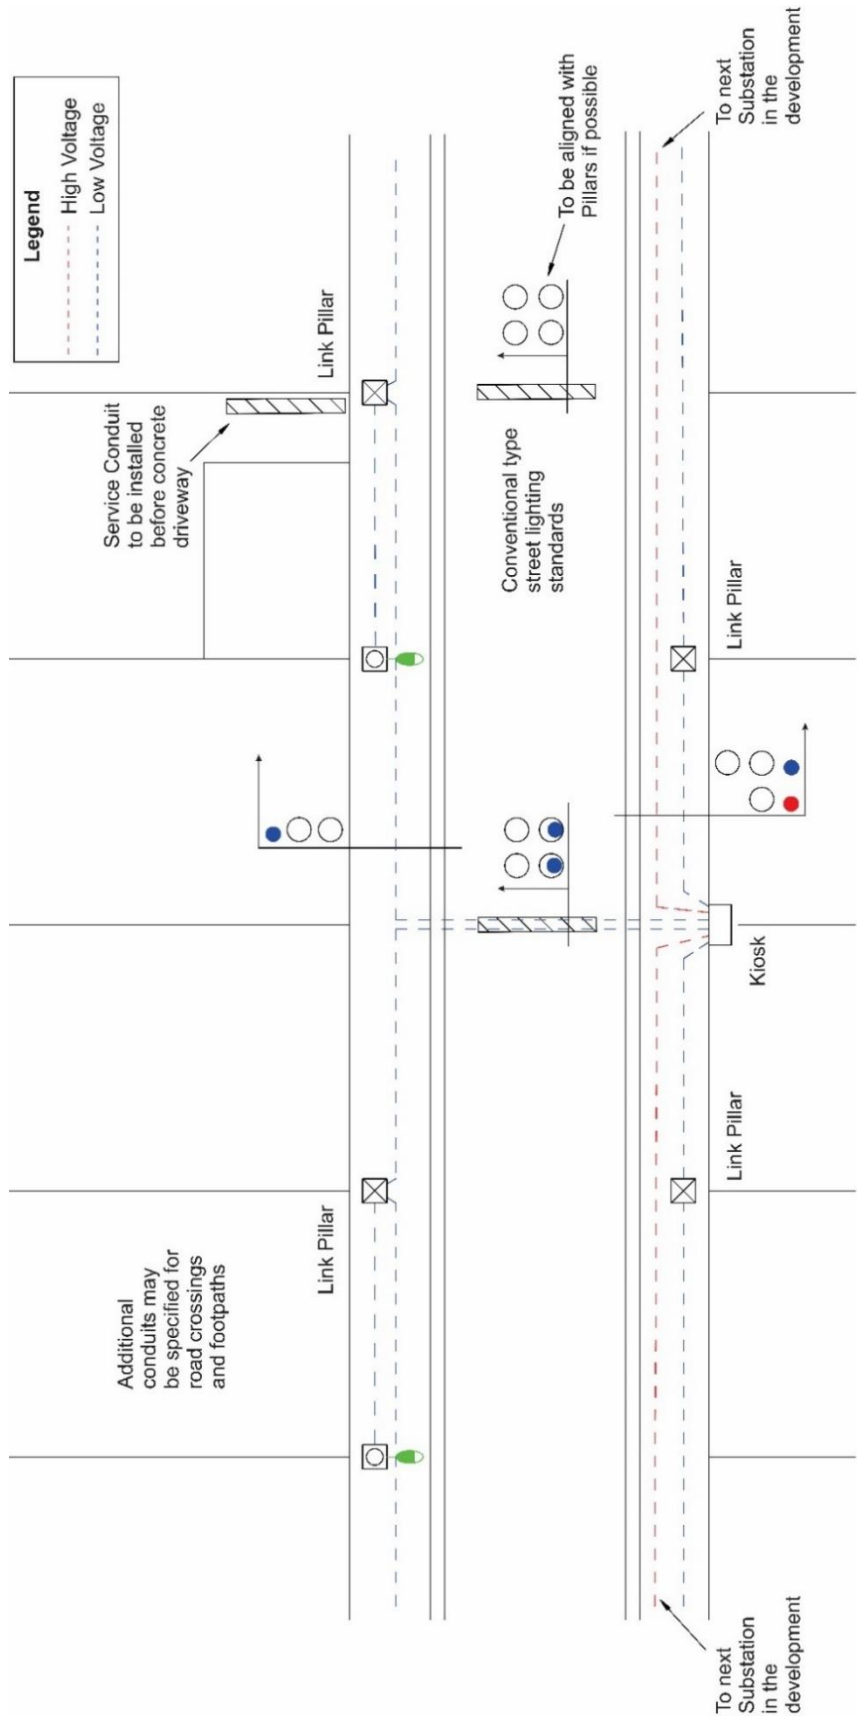 Legend
High Voltage
Low Voltage
Service Conduit
to be installed
before concrete
driveway
Link Pillar
Additional
conduits may
be specified for
road crossings
and footpaths
Link Pillar
Conventional type
street lighting
standards
To be aligned with
Pillars if possible
To next
Substation
in the
development
Link Pillar
Kiosk
Link Pillar
To next
Substation
in the
development